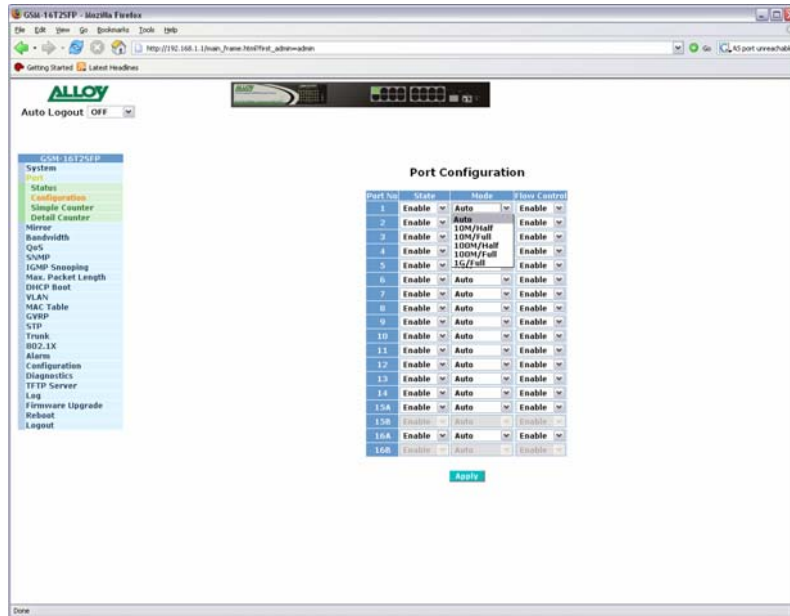 GSM-16T2SFP - Mozilla Firefox
File Edit View Go Bookmarks Tools Help
http://192.168.1.1/main_frame.html?first_admin=admin
Go
AS port unreachabl
Getting Started Latest Headlines
ALLOY
Auto Logout OFF
GSM-16T2SFP
System
Port
Status
Configuration
Simple Counter
Detail Counter
Mirror
Bandwidth
QoS
SNMP
IGMP Snooping
Max. Packet Length
DHCP Boot
VLAN
MAC Table
GVRP
STP
Trunk
802.1X
Alarm
Configuration
Diagnostics
TFTP Server
Log
Firmware Upgrade
Reboot
Logout
Port Configuration
Port No State Mode Flow Control
1 Enable Auto Enable
Auto
10M/Half
10M/Full
100M/Half
100M/Full
1G/Full
2 Enable Enable
3 Enable Enable
4 Enable Enable
5 Enable Enable
6 Enable Auto Enable
7 Enable Auto Enable
8 Enable Auto Enable
9 Enable Auto Enable
10 Enable Auto Enable
11 Enable Auto Enable
12 Enable Auto Enable
13 Enable Auto Enable
14 Enable Auto Enable
15A Enable Auto Enable
15B Enable Auto Enable
16A Enable Auto Enable
16B Enable Auto Enable
Apply
Done